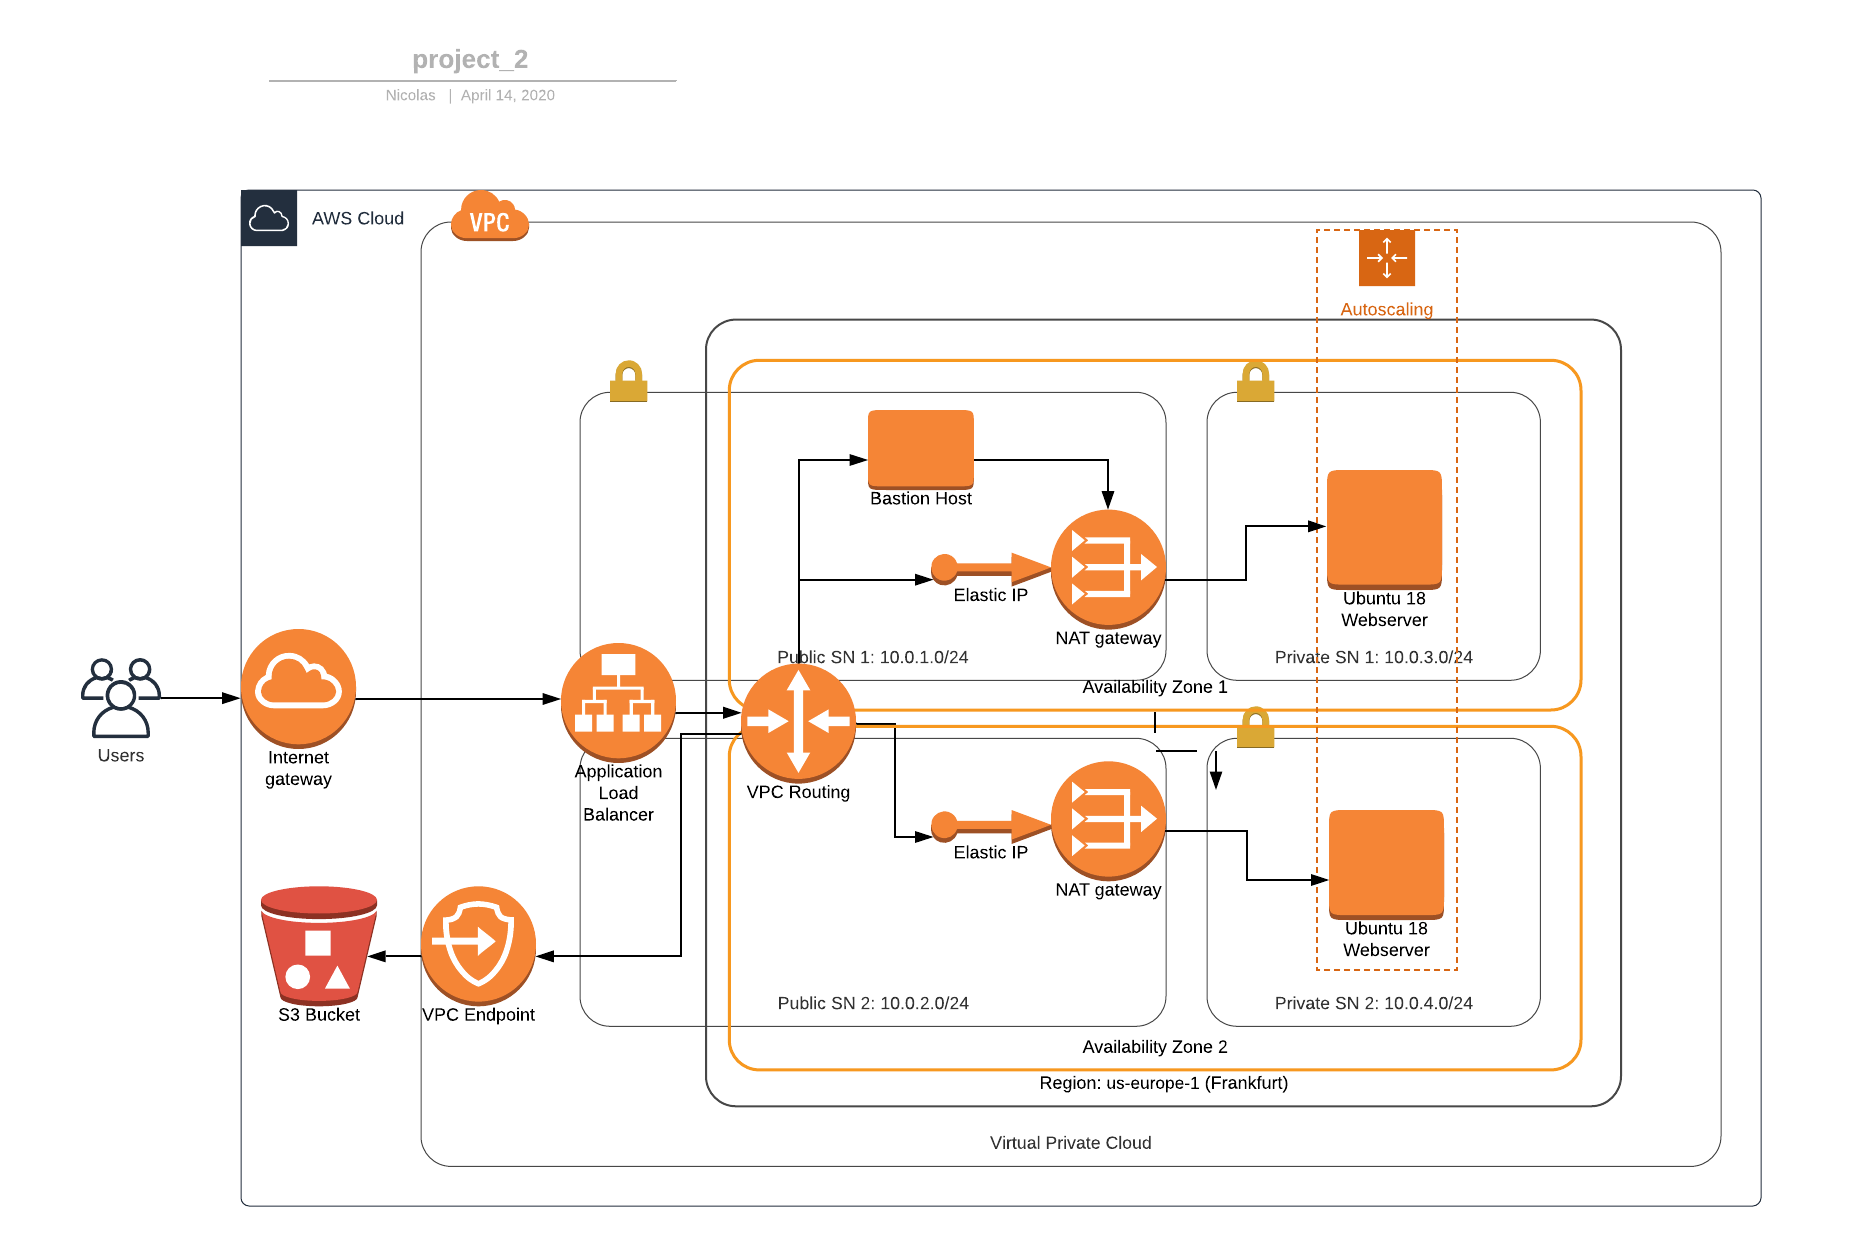 project_2
Nicolas | April 14, 2020
AWS Cloud
VPC
Autoscaling
Bastion Host
Elastic IP
NAT gateway
Ubuntu 18
Webserver
Public SN 1: 10.0.1.0/24
Private SN 1: 10.0.3.0/24
Availability Zone 1
Users
Internet
gateway
Application
Load
Balancer
VPC Routing
Elastic IP
NAT gateway
Ubuntu 18
Webserver
S3 Bucket
VPC Endpoint
Public SN 2: 10.0.2.0/24
Private SN 2: 10.0.4.0/24
Availability Zone 2
Region: us-europe-1 (Frankfurt)
Virtual Private Cloud